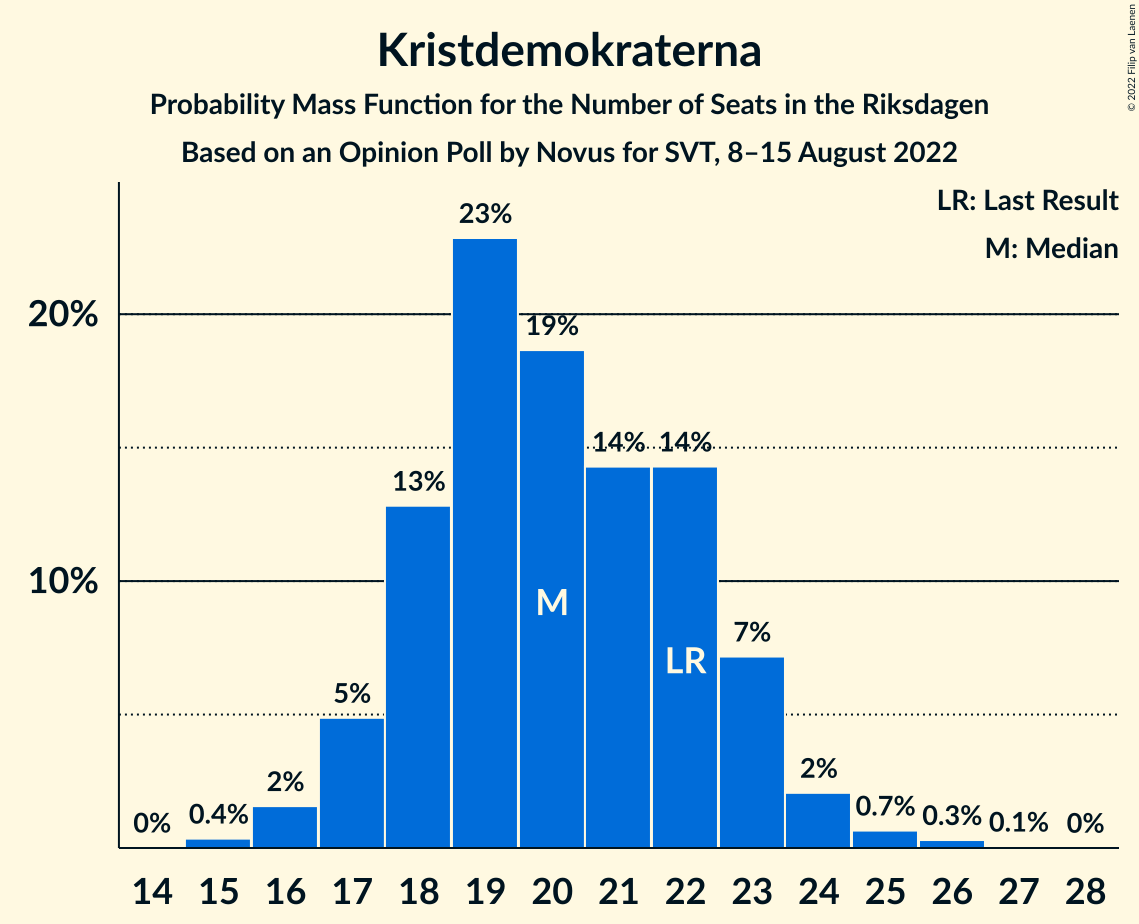 Kristdemokraterna
Probability Mass Function for the Number of Seats in the Riksdagen
Based on an Opinion Poll by Novus for SVT, 8–15 August 2022
© 2022 Filip van Laenen
LR: Last Result
M: Median
23%
20%
19%
14% 14%
13%
10%
M
7%
LR
5%
2%
2%
0% 0.4%
0.7% 0.3% 0.1% 0%
14 15 16 17 18 19 20 21 22 23 24 25 26 27 28